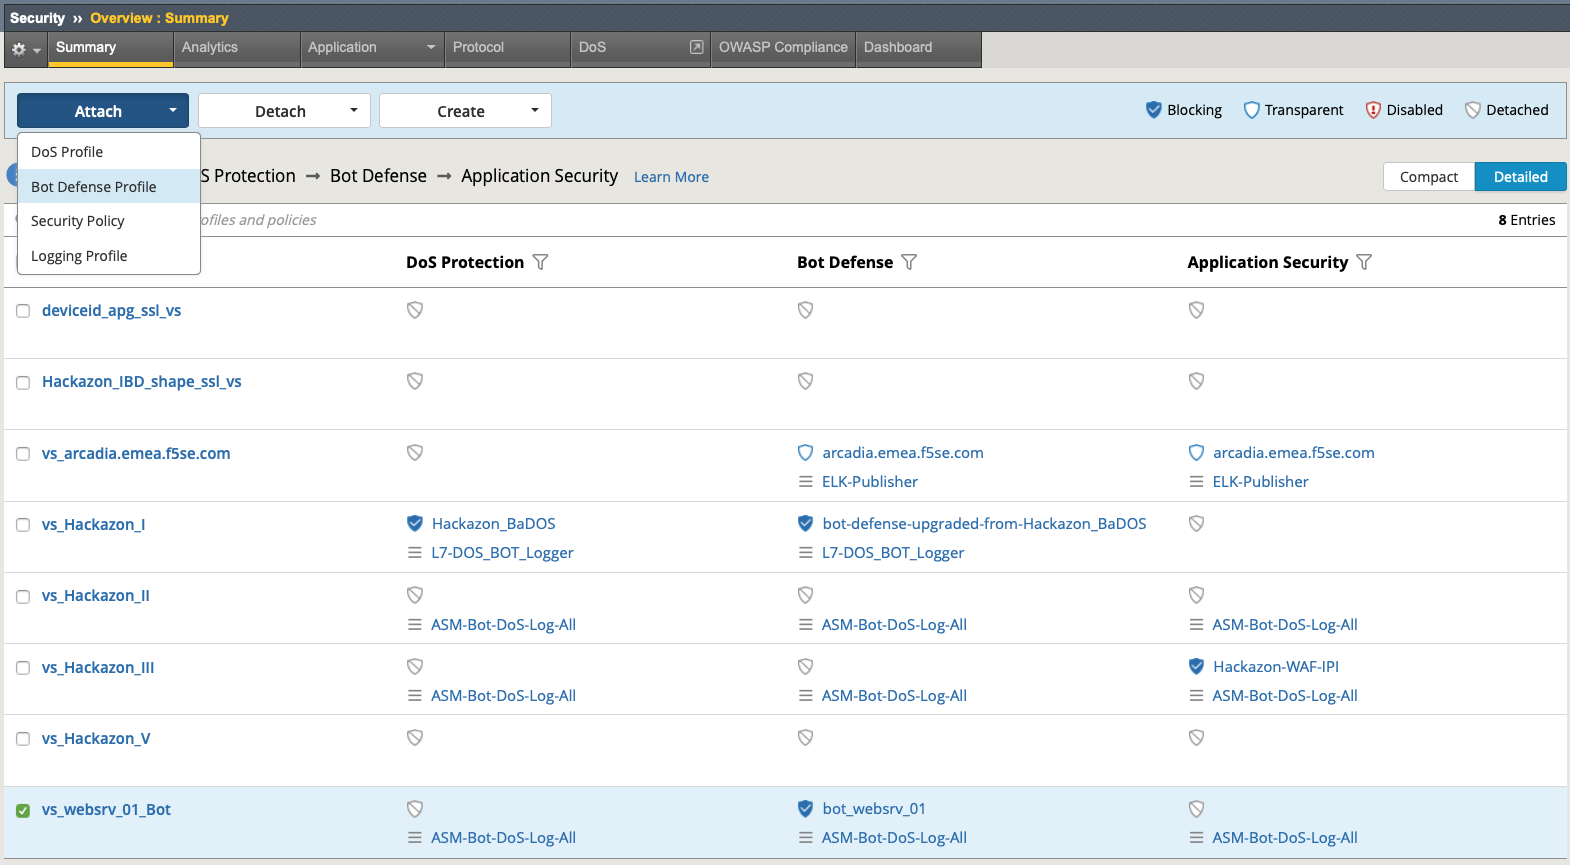 Security ›› Overview : Summary
Summary Analytics Application Protocol DoS OWASP Compliance Dashboard
Attach Detach Create Blocking Transparent Disabled Detached
DoS Profile
Bot Defense Profile
Security Policy
Logging Profile
S Protection → Bot Defense → Application Security Learn More Compact Detailed
ofiles and policies 8 Entries
DoS Protection Bot Defense Application Security
deviceid_apg_ssl_vs
Hackazon_IBD_shape_ssl_vs
vs_arcadia.emea.f5se.com arcadia.emea.f5se.com arcadia.emea.f5se.com
ELK-Publisher ELK-Publisher
vs_Hackazon_I Hackazon_BaDOS bot-defense-upgraded-from-Hackazon_BaDOS
L7-DOS_BOT_Logger L7-DOS_BOT_Logger
vs_Hackazon_II
ASM-Bot-DoS-Log-All ASM-Bot-DoS-Log-All ASM-Bot-DoS-Log-All
vs_Hackazon_III Hackazon-WAF-IPI
ASM-Bot-DoS-Log-All ASM-Bot-DoS-Log-All ASM-Bot-DoS-Log-All
vs_Hackazon_V
vs_websrv_01_Bot bot_websrv_01
ASM-Bot-DoS-Log-All ASM-Bot-DoS-Log-All ASM-Bot-DoS-Log-All